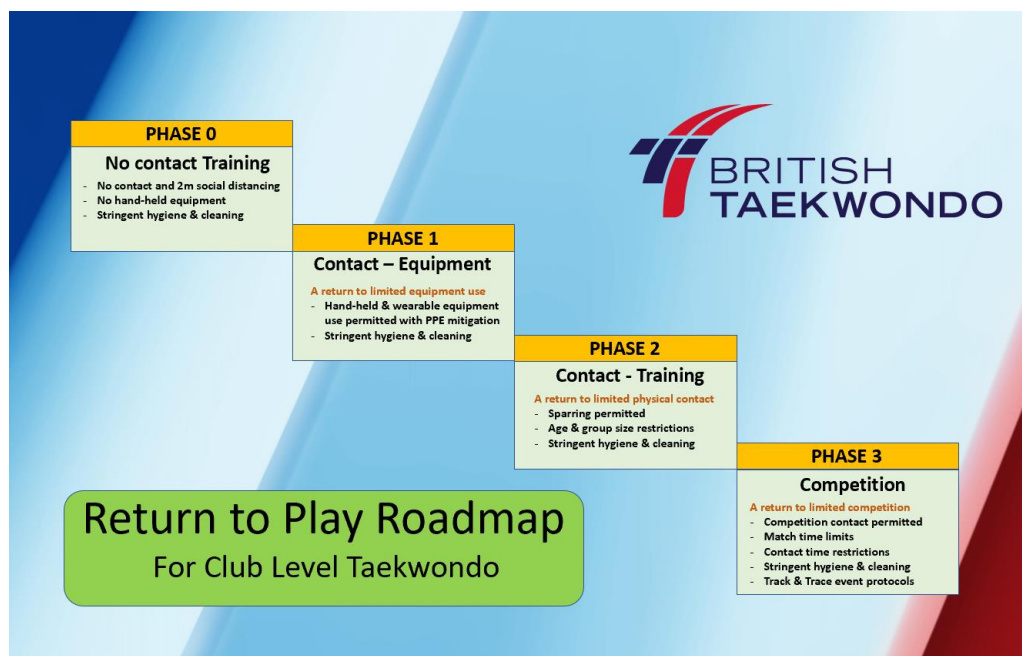 PHASE 0
No contact Training
- No contact and 2m social distancing
- No hand-held equipment
- Stringent hygiene & cleaning
BRITISH
TAEKWONDO
PHASE 1
Contact – Equipment
A return to limited equipment use
- Hand-held & wearable equipment
use permitted with PPE mitigation
- Stringent hygiene & cleaning
PHASE 2
Contact - Training
A return to limited physical contact
- Sparring permitted
- Age & group size restrictions
- Stringent hygiene & cleaning
PHASE 3
Competition
A return to limited competition
- Competition contact permitted
- Match time limits
- Contact time restrictions
- Stringent hygiene & cleaning
- Track & Trace event protocols
Return to Play Roadmap
For Club Level Taekwondo